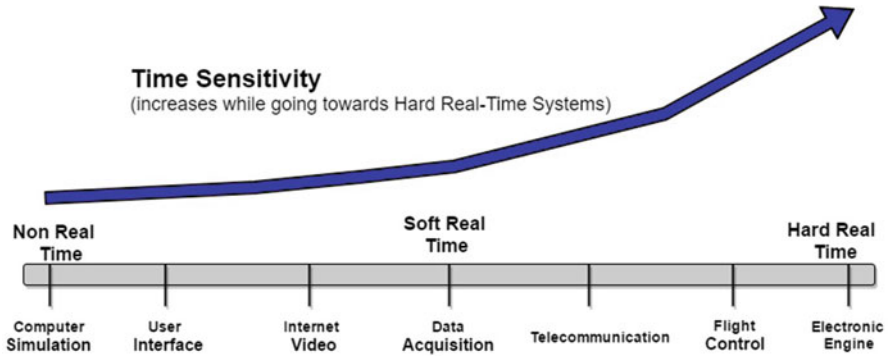 Time Sensitivity
(increases while going towards Hard Real-Time Systems)
Non Real
Time
Soft Real
Time
Hard Real
Time
Computer
Simulation
User
Interface
Internet
Video
Data
Acquisition
Telecommunication
Flight
Control
Electronic
Engine